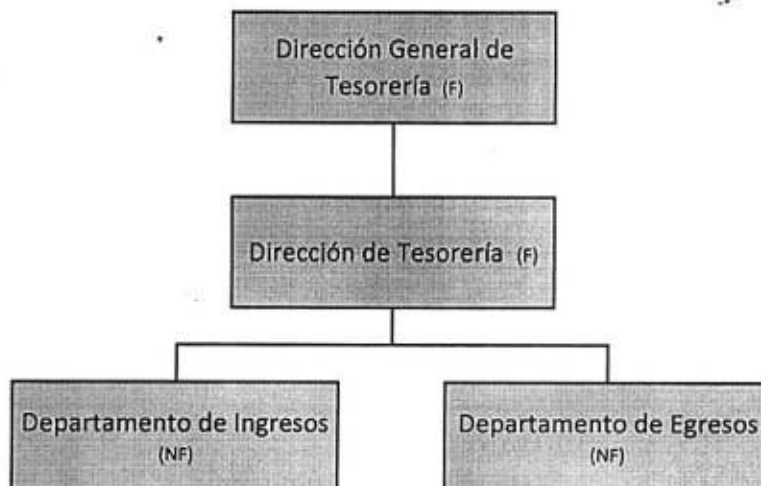 Dirección General de
Tesorería (F)
Dirección de Tesorería (F)
Departamento de Ingresos
(NF)
Departamento de Egresos
(NF)